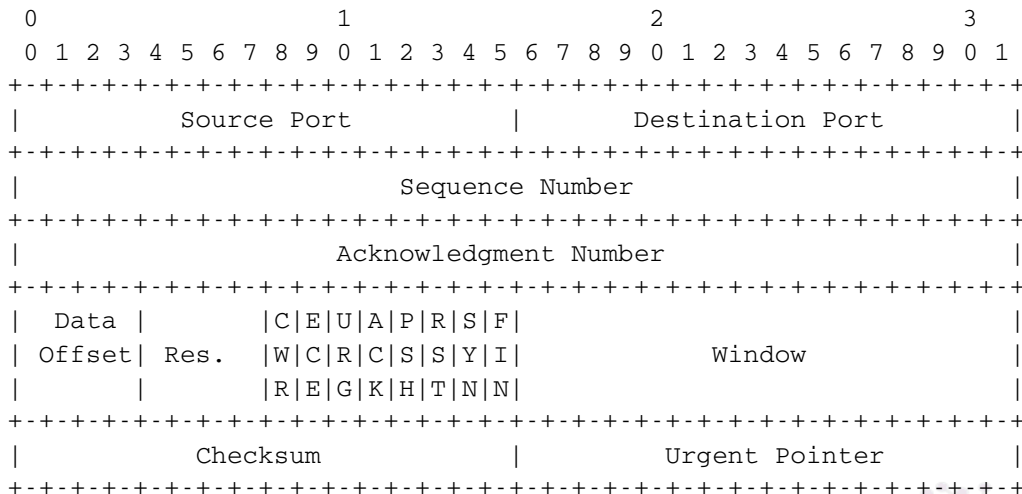 0                   1                   2                   3
 0 1 2 3 4 5 6 7 8 9 0 1 2 3 4 5 6 7 8 9 0 1 2 3 4 5 6 7 8 9 0 1
+-+-+-+-+-+-+-+-+-+-+-+-+-+-+-+-+-+-+-+-+-+-+-+-+-+-+-+-+-+-+-+-+
|          Source Port          |       Destination Port        |
+-+-+-+-+-+-+-+-+-+-+-+-+-+-+-+-+-+-+-+-+-+-+-+-+-+-+-+-+-+-+-+-+
|                        Sequence Number                        |
+-+-+-+-+-+-+-+-+-+-+-+-+-+-+-+-+-+-+-+-+-+-+-+-+-+-+-+-+-+-+-+-+
|                    Acknowledgment Number                      |
+-+-+-+-+-+-+-+-+-+-+-+-+-+-+-+-+-+-+-+-+-+-+-+-+-+-+-+-+-+-+-+-+
|  Data |       |C|E|U|A|P|R|S|F|                               |
| Offset| Res.  |W|C|R|C|S|S|Y|I|            Window             |
|       |       |R|E|G|K|H|T|N|N|                               |
+-+-+-+-+-+-+-+-+-+-+-+-+-+-+-+-+-+-+-+-+-+-+-+-+-+-+-+-+-+-+-+-+
|           Checksum            |         Urgent Pointer        |
+-+-+-+-+-+-+-+-+-+-+-+-+-+-+-+-+-+-+-+-+-+-+-+-+-+-+-+-+-+-+-+-+